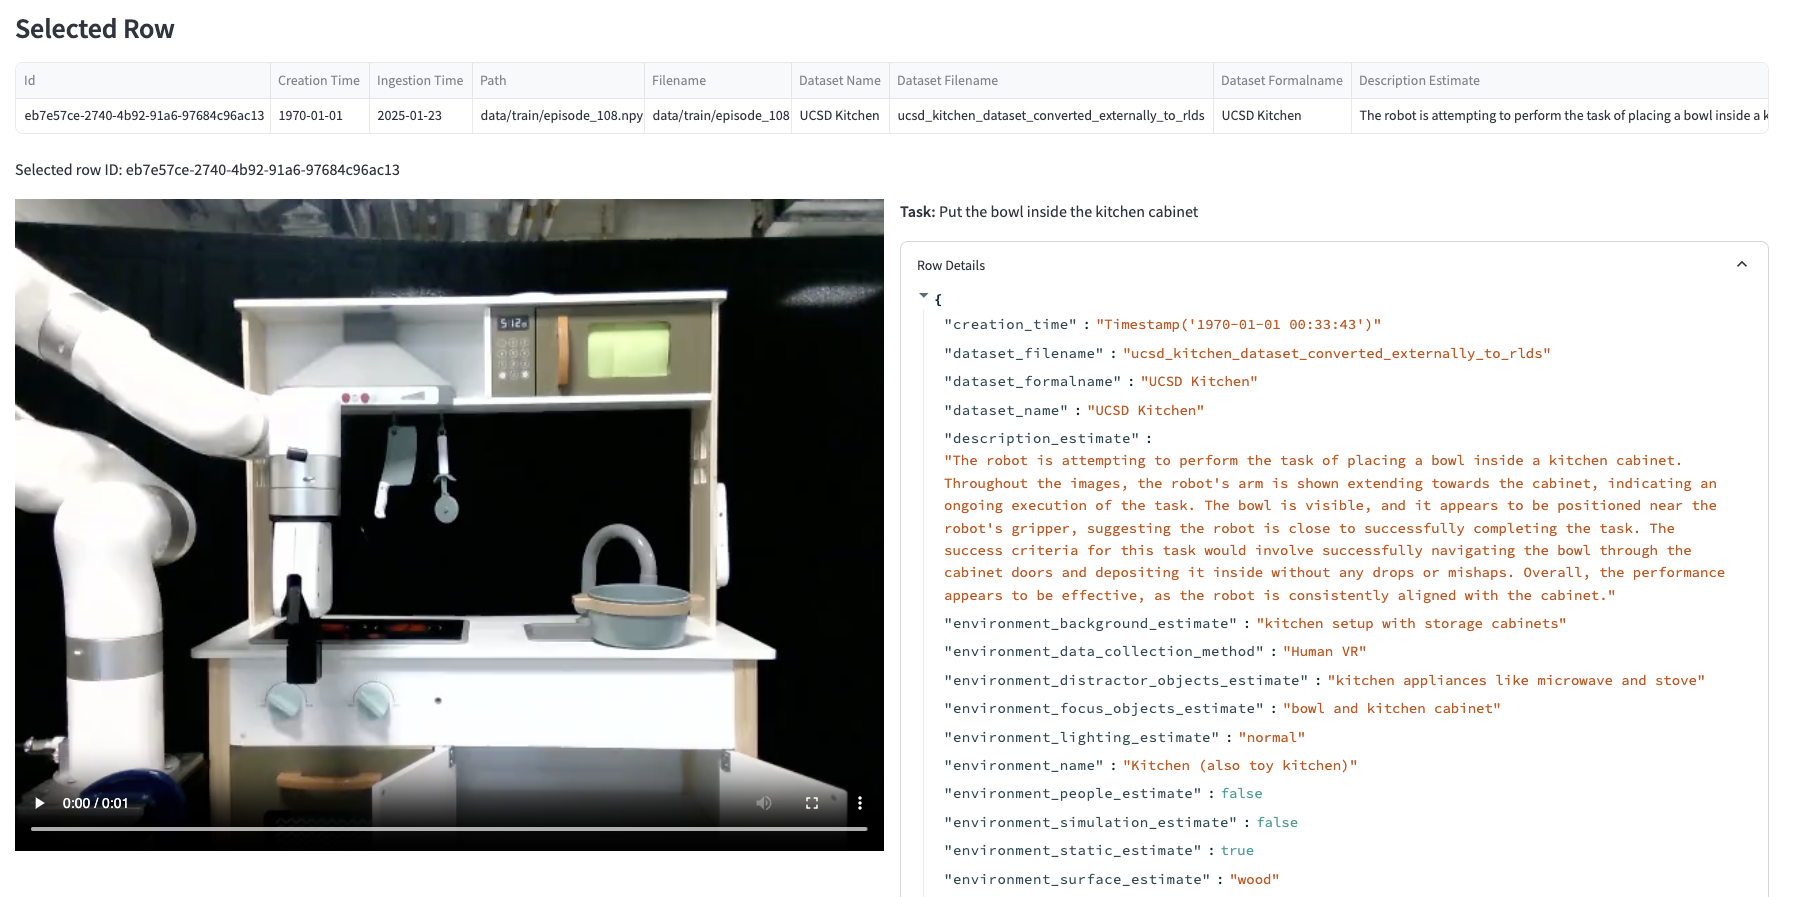 Selected Row
Id Creation Time Ingestion Time Path Filename Dataset Name Dataset Filename Dataset Formalname Description Estimate
eb7e57ce-2740-4b92-91a6-97684c96ac13 1970-01-01 2025-01-23 data/train/episode_108.npy data/train/episode_108 UCSD Kitchen ucsd_kitchen_dataset_converted_externally_to_rlds UCSD Kitchen The robot is attempting to perform the task of placing a bowl inside a k
Selected row ID: eb7e57ce-2740-4b92-91a6-97684c96ac13
5:12
0:00 / 0:01
Task: Put the bowl inside the kitchen cabinet
Row Details
{
"creation_time" : "Timestamp('1970-01-01 00:33:43')"
"dataset_filename" : "ucsd_kitchen_dataset_converted_externally_to_rlds"
"dataset_formalname" : "UCSD Kitchen"
"dataset_name" : "UCSD Kitchen"
"description_estimate" :
"The robot is attempting to perform the task of placing a bowl inside a kitchen cabinet.
Throughout the images, the robot's arm is shown extending towards the cabinet, indicating an
ongoing execution of the task. The bowl is visible, and it appears to be positioned near the
robot's gripper, suggesting the robot is close to successfully completing the task. The
success criteria for this task would involve successfully navigating the bowl through the
cabinet doors and depositing it inside without any drops or mishaps. Overall, the performance
appears to be effective, as the robot is consistently aligned with the cabinet."
"environment_background_estimate" : "kitchen setup with storage cabinets"
"environment_data_collection_method" : "Human VR"
"environment_distractor_objects_estimate" : "kitchen appliances like microwave and stove"
"environment_focus_objects_estimate" : "bowl and kitchen cabinet"
"environment_lighting_estimate" : "normal"
"environment_name" : "Kitchen (also toy kitchen)"
"environment_people_estimate" : false
"environment_simulation_estimate" : false
"environment_static_estimate" : true
"environment_surface_estimate" : "wood"